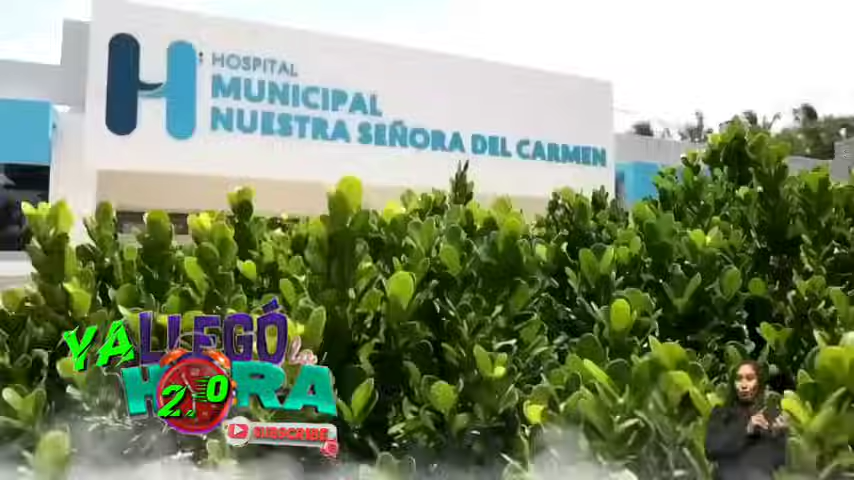 HOSPITAL
MUNICIPAL
NUESTRA SEÑORA DEL CARMEN
YA LLEGÓ la
HORA
2.0
SUBSCRIBE